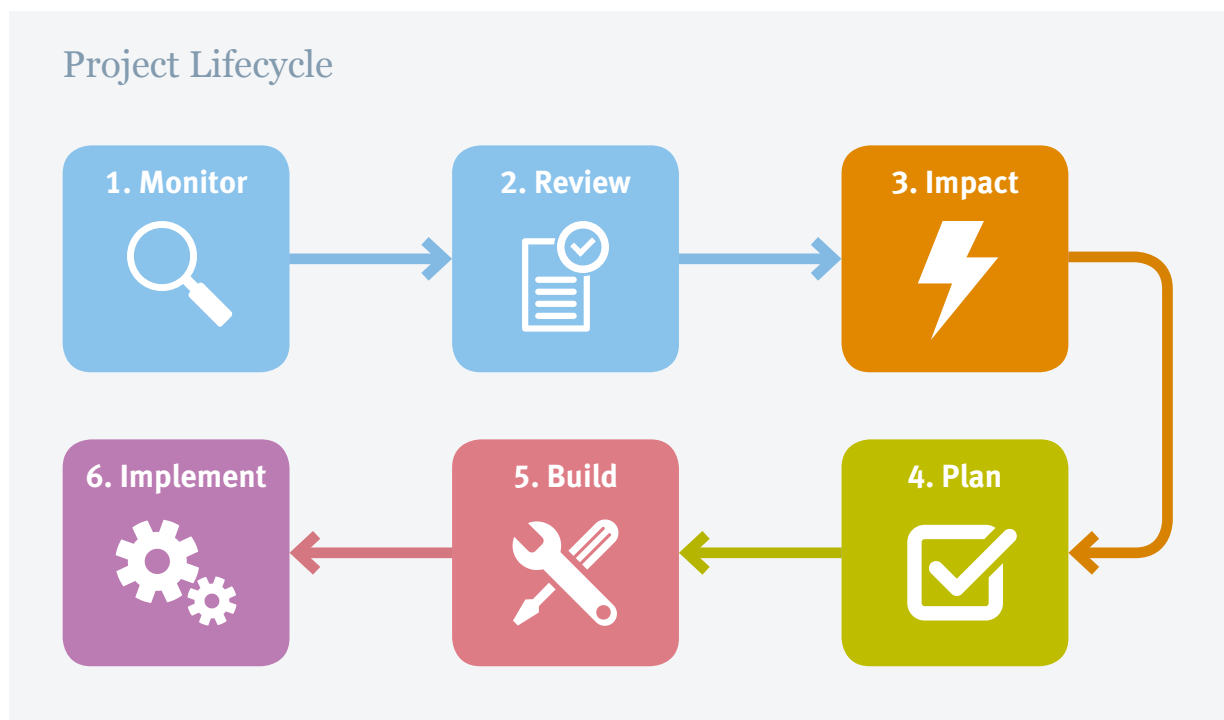 Project Lifecycle
1. Monitor
2. Review
3. Impact
4. Plan
5. Build
6. Implement